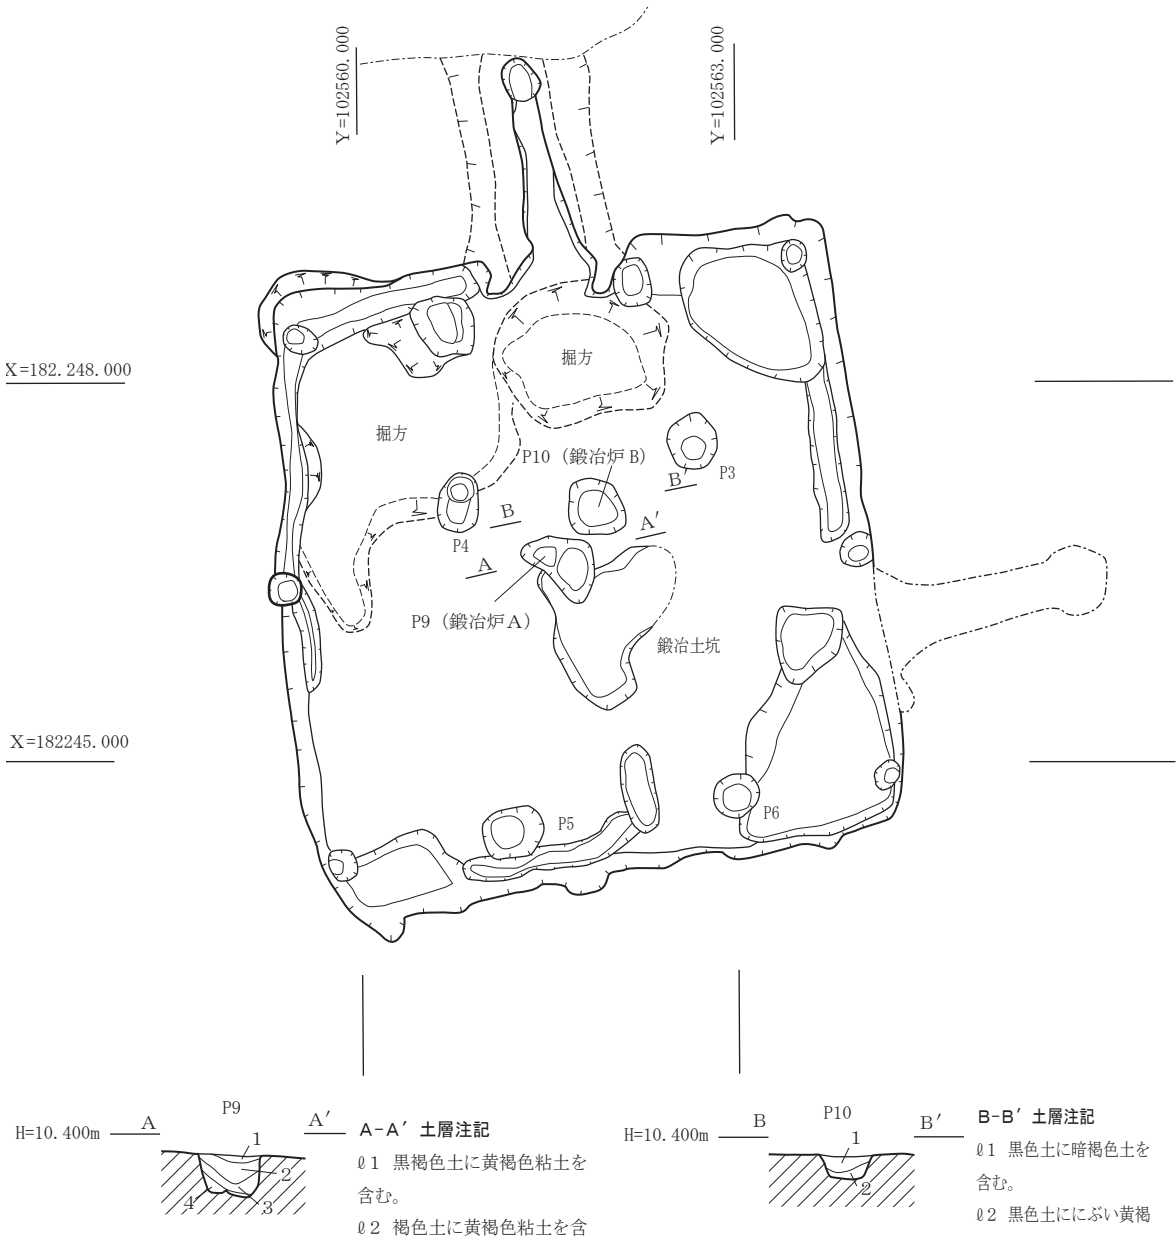 Y=102560.000
Y=102563.000
X=182.248.000
掘方
掘方
P10（鍛冶炉B）
B′
P3
B
A′
P4
A
P9（鍛冶炉A）
鍛冶土坑
X=182245.000
P5
P6
P9
H=10.400m
A
A′
1
2
3
4
A-A′ 土層注記
ℓ1 黒褐色土に黄褐色粘土を
含む。
ℓ2 褐色土に黄褐色粘土を含
P10
H=10.400m
B
B′
1
2
B-B′ 土層注記
ℓ1 黒色土に暗褐色土を
含む。
ℓ2 黒色土ににぶい黄褐